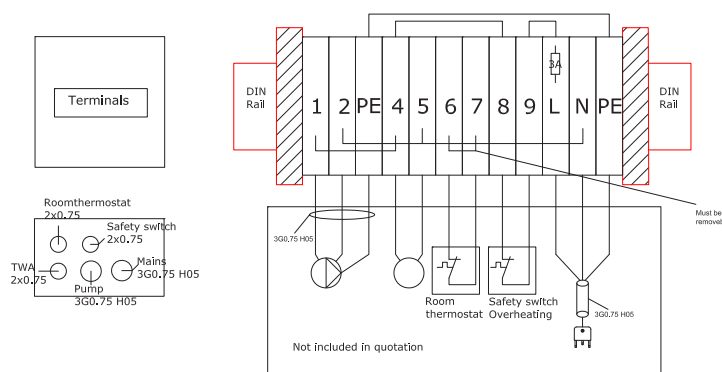 Terminals
DIN
Rail
1 2 PE 4 5 6 7 8 9 L N PE
3A
DIN
Rail
Must be
removel
Roomthermostat
2x0.75
Safety switch
2x0.75
TWA
2x0.75
Mains
3G0.75 H05
Pump
3G0.75 H05
3G0,75 H05
Room
thermostat
Safety switch
Overheating
3G0.75 H05
Not included in quotation